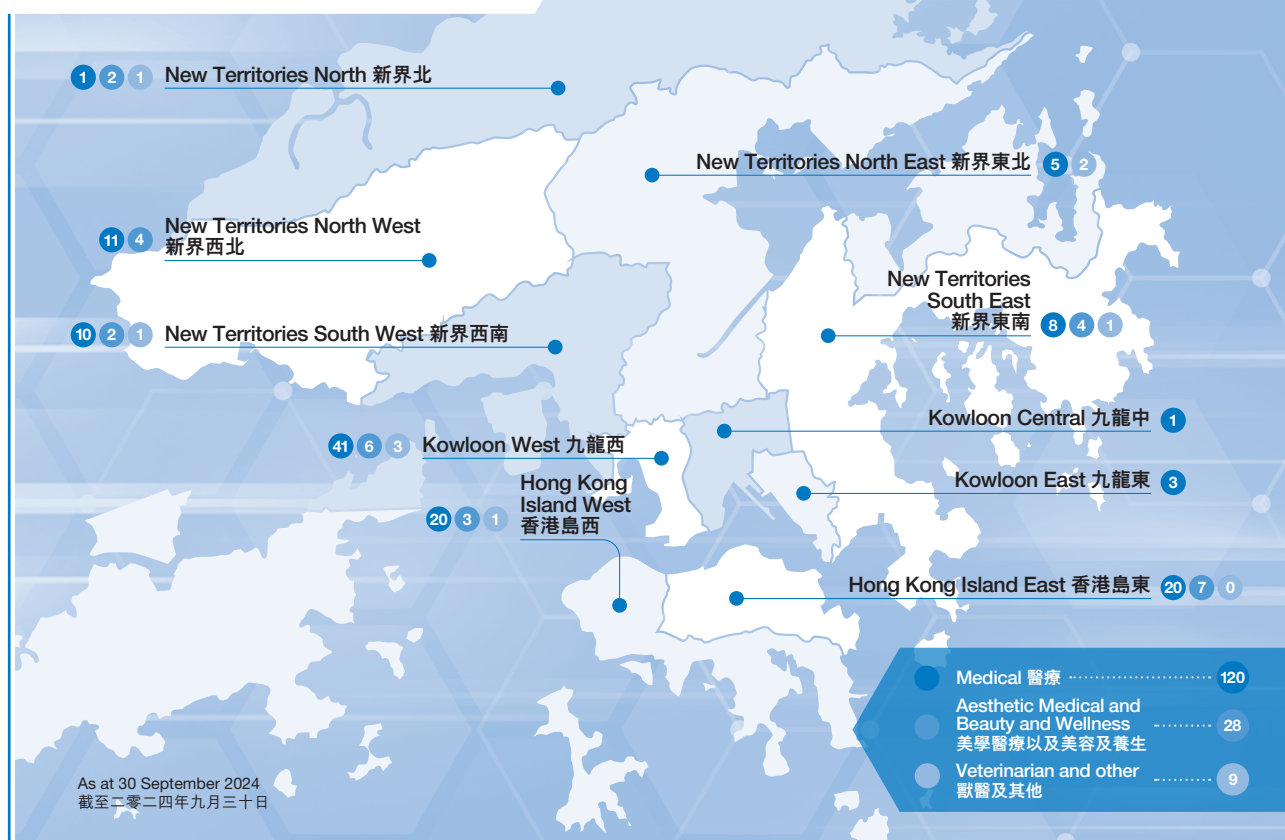 1 2 1 New Territories North 新界北
New Territories North East 新界東北 5 2
New Territories North West
新界西北
11 4
New Territories
South East
新界東南
8 4 1
10 2 1 New Territories South West 新界西南
Kowloon Central 九龍中 1
41 6 3 Kowloon West 九龍西
Kowloon East 九龍東 3
Hong Kong
Island West
香港島西
20 3 1
Hong Kong Island East 香港島東 20 7 0
Medical 醫療 120
Aesthetic Medical and
Beauty and Wellness
美學醫療以及美容及養生
28
Veterinarian and other
獸醫及其他
9
As at 30 September 2024
截至二零二四年九月三十日